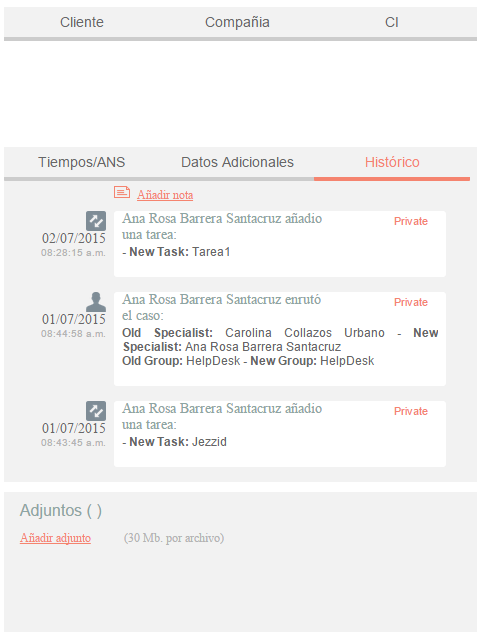 Cliente Compañia CI
Tiempos/ANS Datos Adicionales Histórico
Añadir nota
Ana Rosa Barrera Santacruz añadio Private
una tarea:
02/07/2015
- New Task: Tarea1
08:28:15 a.m.
Ana Rosa Barrera Santacruz enrutó Private
el caso:
01/07/2015
Old Specialist: Carolina Collazos Urbano - New
08:44:58 a.m.
Specialist: Ana Rosa Barrera Santacruz
Old Group: HelpDesk - New Group: HelpDesk
Ana Rosa Barrera Santacruz añadio Private
una tarea:
01/07/2015
- New Task: Jezzid
08:43:45 a.m.
Adjuntos ( )
Añadir adjunto (30 Mb. por archivo)